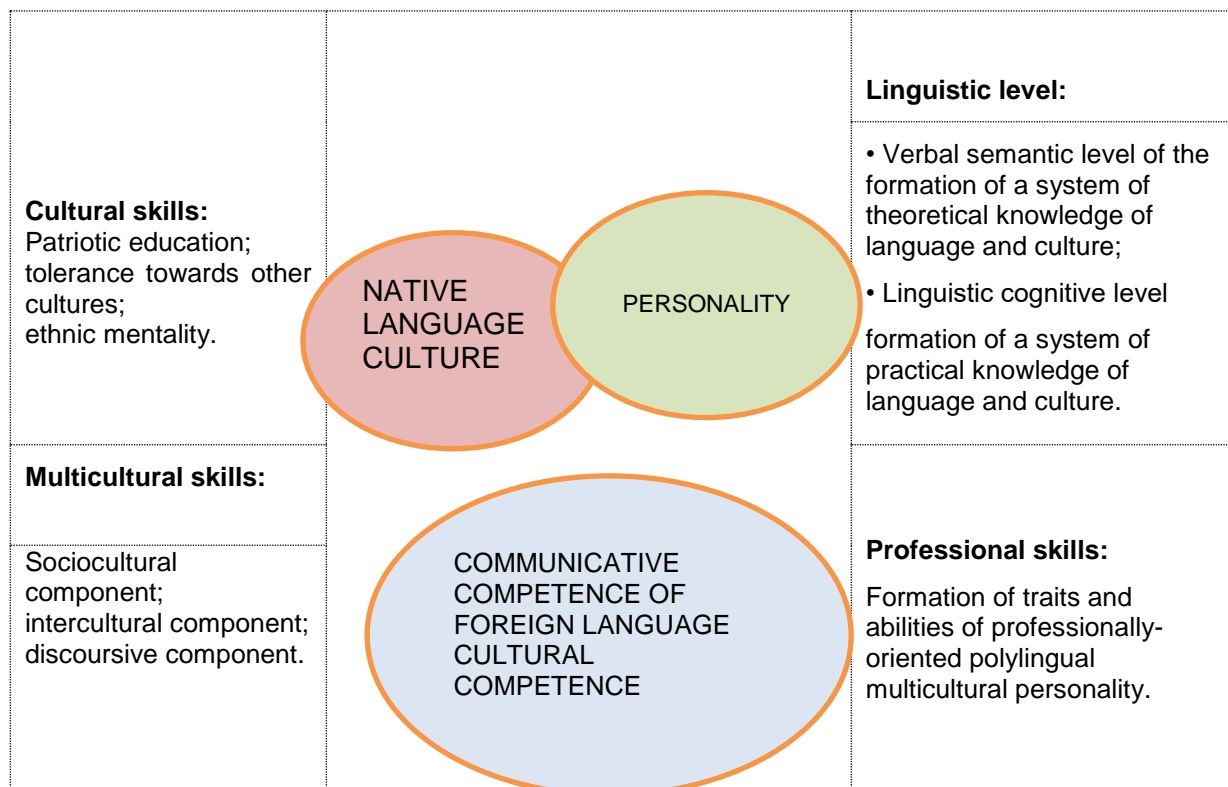 Cultural skills:
Patriotic education;
tolerance towards other
cultures;
ethnic mentality.
Multicultural skills:
Sociocultural
component;
intercultural component;
discoursive component.
NATIVE
LANGUAGE
CULTURE
PERSONALITY
COMMUNICATIVE
COMPETENCE OF
FOREIGN LANGUAGE
CULTURAL
COMPETENCE
Linguistic level:
• Verbal semantic level of the
formation of a system of
theoretical knowledge of
language and culture;
• Linguistic cognitive level
formation of a system of
practical knowledge of
language and culture.
Professional skills:
Formation of traits and
abilities of professionally-
oriented polylingual
multicultural personality.